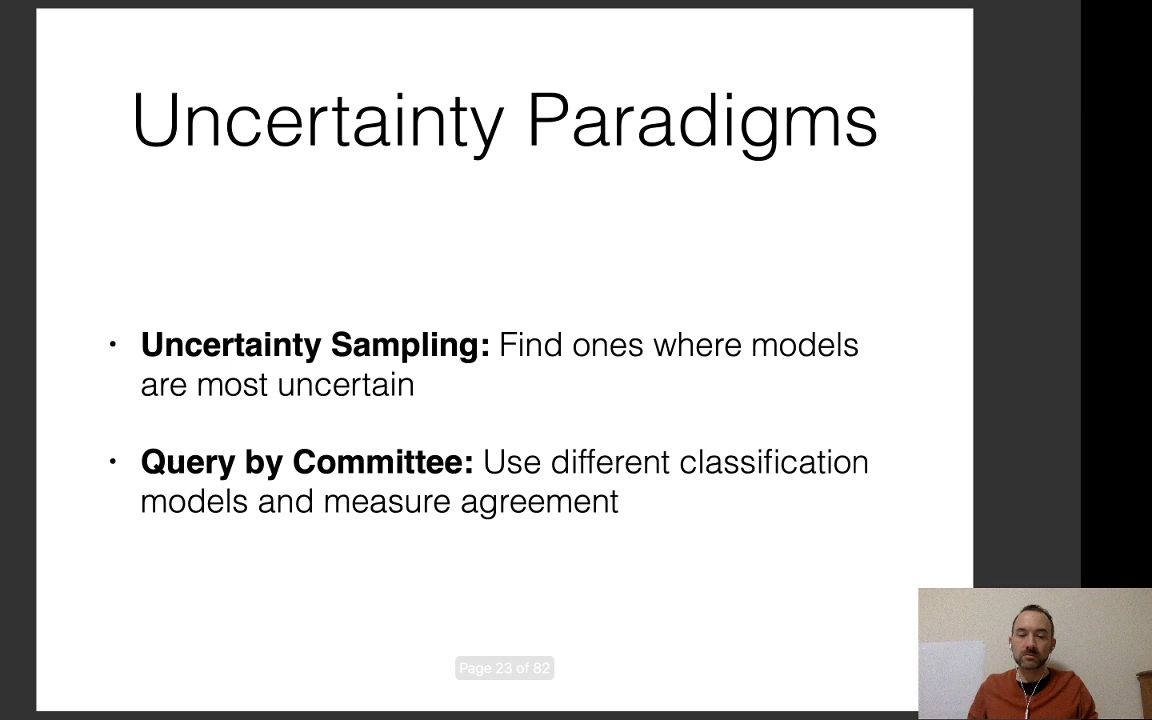 Uncertainty Paradigms
• Uncertainty Sampling: Find ones where models
are most uncertain
• Query by Committee: Use different classification
models and measure agreement
Page 23 of 82